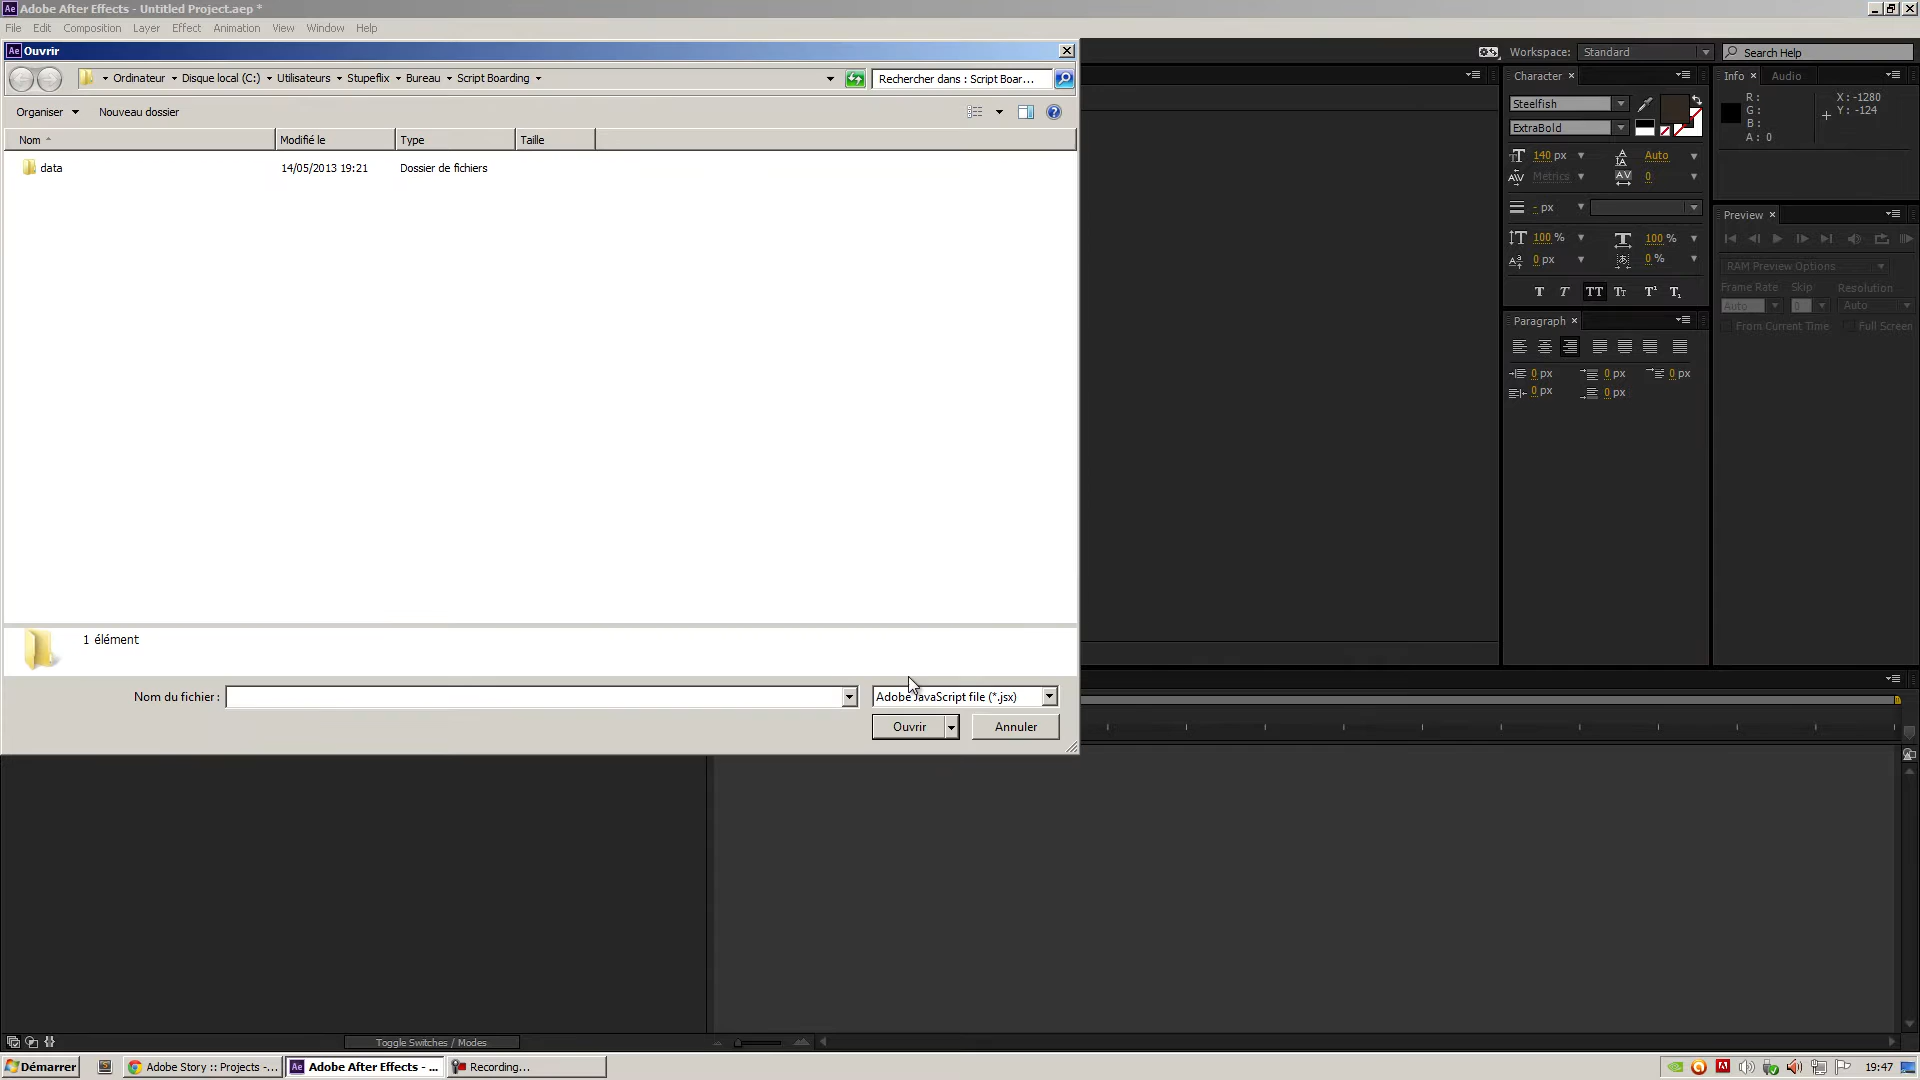 Adobe After Effects - Untitled Project.aep *
File Edit Composition Layer Effect Animation View Window Help
Ouvrir
Ordinateur Disque local (C:) Utilisateurs Stupeflix Bureau Script Boarding
Rechercher dans : Script Boar...
Organiser Nouveau dossier
Nom Modifié le Type Taille
data 14/05/2013 19:21 Dossier de fichiers
1 élément
Nom du fichier :
Adobe JavaScript file (*.jsx)
Ouvrir Annuler
Workspace: Standard
Search Help
Character
Steelfish
ExtraBold
140 px Auto
Metrics 0
- px
100 % 100 %
0 px 0 %
Paragraph
0 px 0 px 0 px
0 px 0 px
Info Audio
R : X : -1280
G : Y : -124
B :
A : 0
Preview
RAM Preview Options
Frame Rate Skip Resolution
Auto 0 Auto
From Current Time Full Screen
Toggle Switches / Modes
Démarrer
Adobe Story :: Projects -...
Adobe After Effects - ...
Recording...
19:47